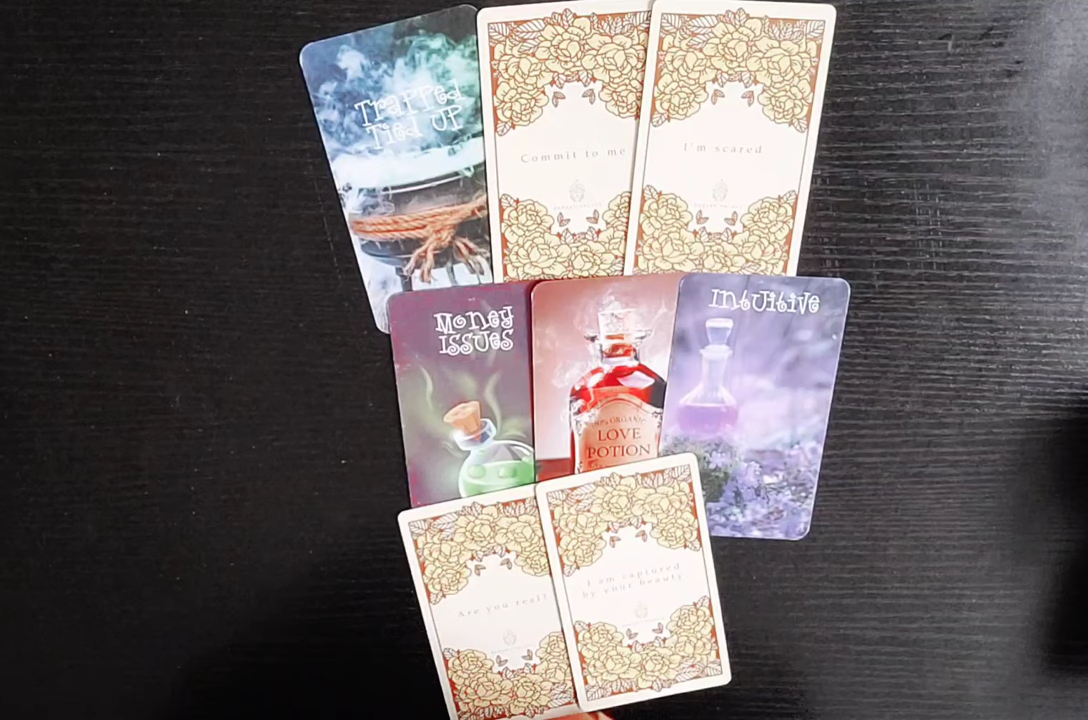 Trapped
Tied Up
Commit to me
I'm scared
Money
Issues
LOVE
POTION
Intuitive
Are you real?
I am captured
by your beauty